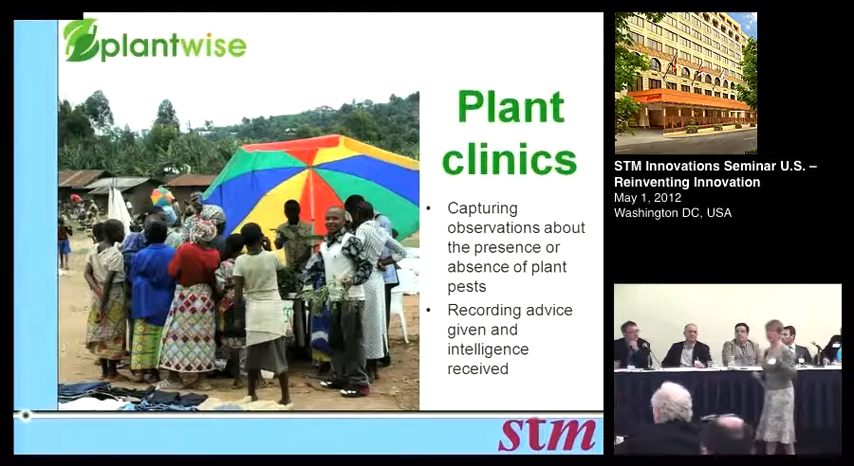 plantwise
Plant
clinics
• Capturing
observations about
the presence or
absence of plant
pests
• Recording advice
given and
intelligence
received
stm
STM Innovations Seminar U.S. –
Reinventing Innovation
May 1, 2012
Washington DC, USA